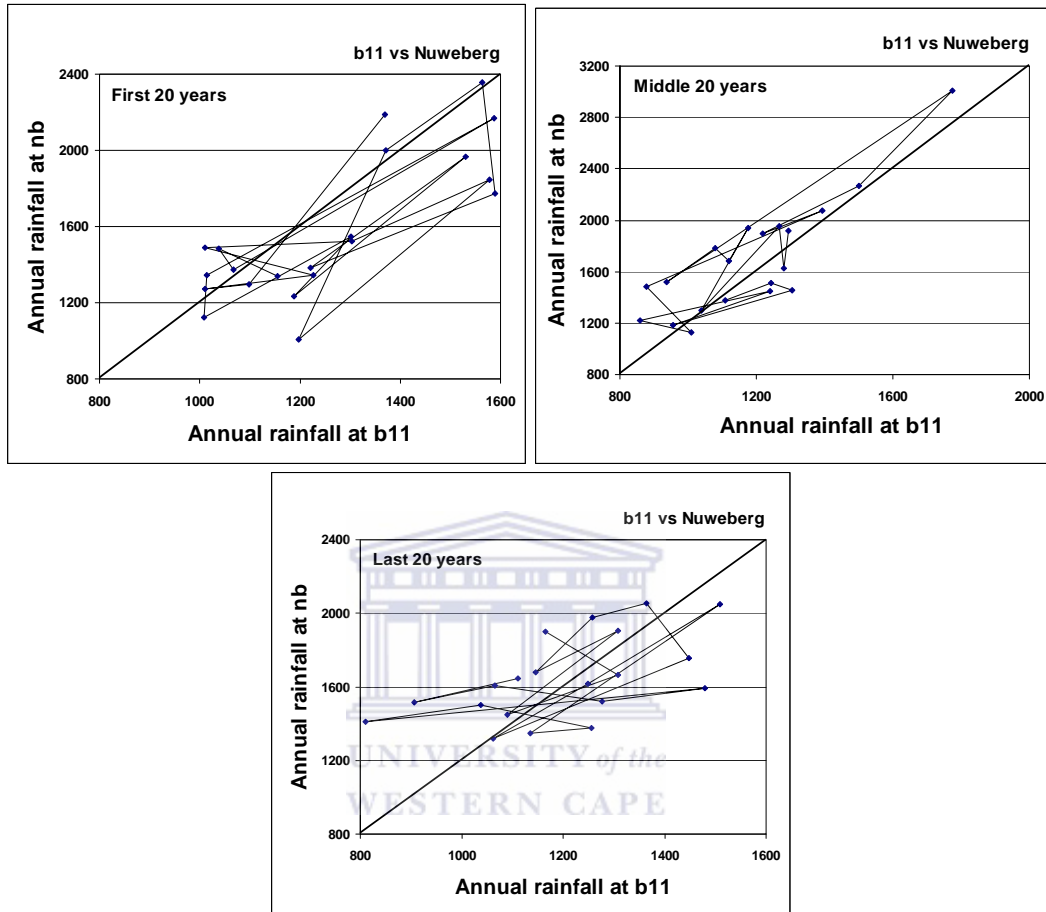 b11 vs Nuweberg
First 20 years
2400
2000
1600
1200
800
Annual rainfall at nb
800 1000 1200 1400 1600
Annual rainfall at b11
b11 vs Nuweberg
Middle 20 years
3200
2800
2400
2000
1600
1200
800
Annual rainfall at nb
800 1200 1600 2000
Annual rainfall at b11
b11 vs Nuweberg
Last 20 years
2400
2000
1600
1200
800
Annual rainfall at nb
UNIVERSITY of the
WESTERN CAPE
800 1000 1200 1400 1600
Annual rainfall at b11